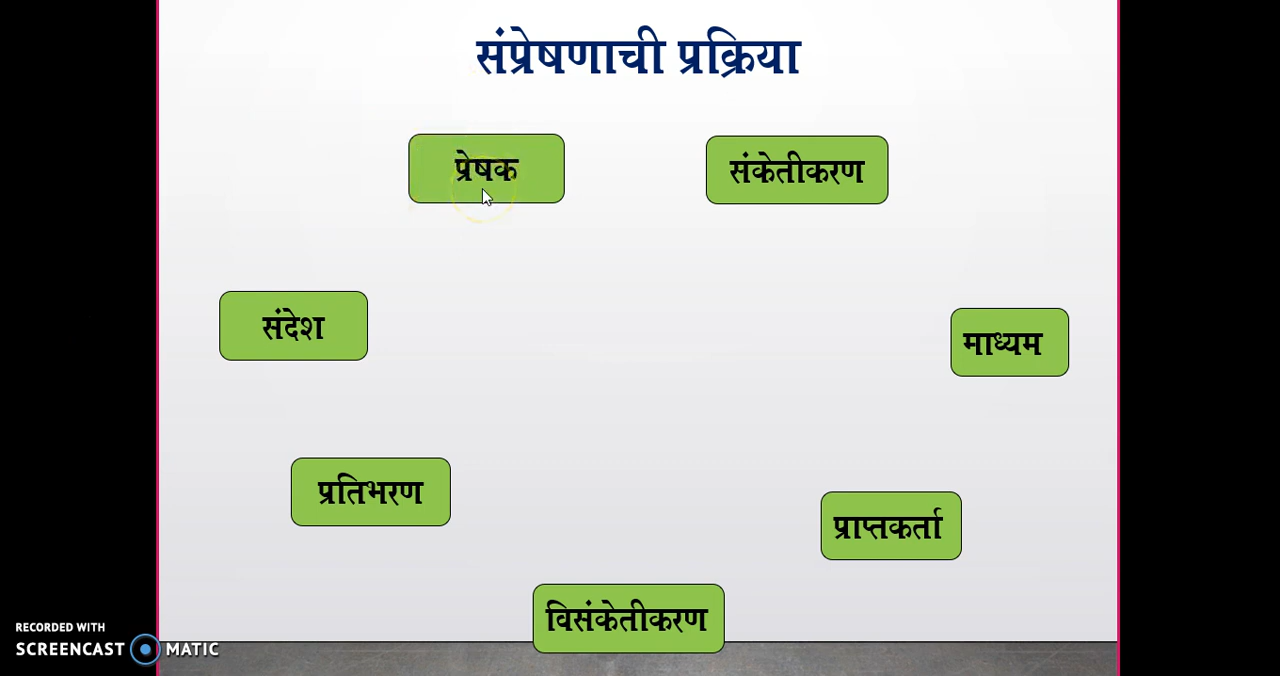 संप्रेषणाची प्रक्रिया
प्रेषक
संकेतीकरण
संदेश
माध्यम
प्रतिभरण
प्राप्तकर्ता
विसंकेतीकरण
RECORDED WITH
SCREENCAST MATIC